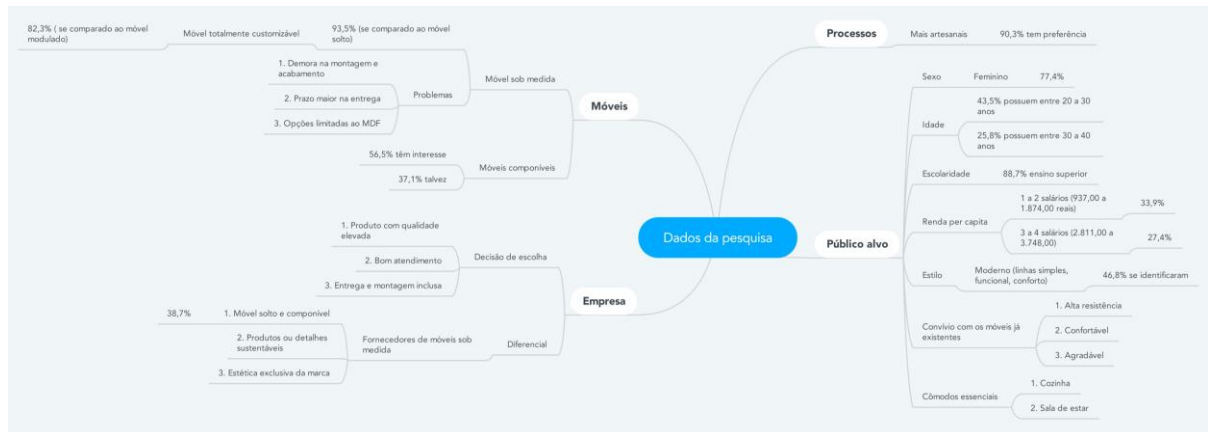 Dados da pesquisa
Móveis
Móvel sob medida
93,5% (se comparado ao móvel
solto)
Móvel totalmente customizável
82,3% ( se comparado ao móvel
modulado)
Problemas
1. Demora na montagem e
acabamento
2. Prazo maior na entrega
3. Opções limitadas ao MDF
Móveis componíveis
56,5% têm interesse
37,1% talvez
Empresa
Decisão de escolha
1. Produto com qualidade
elevada
2. Bom atendimento
3. Entrega e montagem inclusa
Diferencial
Fornecedores de móveis sob
medida
1. Móvel solto e componível
38,7%
2. Produtos ou detalhes
sustentáveis
3. Estética exclusiva da marca
Processos
Mais artesanais
90,3% tem preferência
Público alvo
Sexo
Feminino
77,4%
Idade
43,5% possuem entre 20 a 30
anos
25,8% possuem entre 30 a 40
anos
Escolaridade
88,7% ensino superior
Renda per capita
1 a 2 salários (937,00 a
1.874,00 reais)
33,9%
3 a 4 salários (2.811,00 a
3.748,00)
27,4%
Estilo
Moderno (linhas simples,
funcional, conforto)
46,8% se identificaram
Convívio com os móveis já
existentes
1. Alta resistência
2. Confortável
3. Agradável
Cômodos essenciais
1. Cozinha
2. Sala de estar